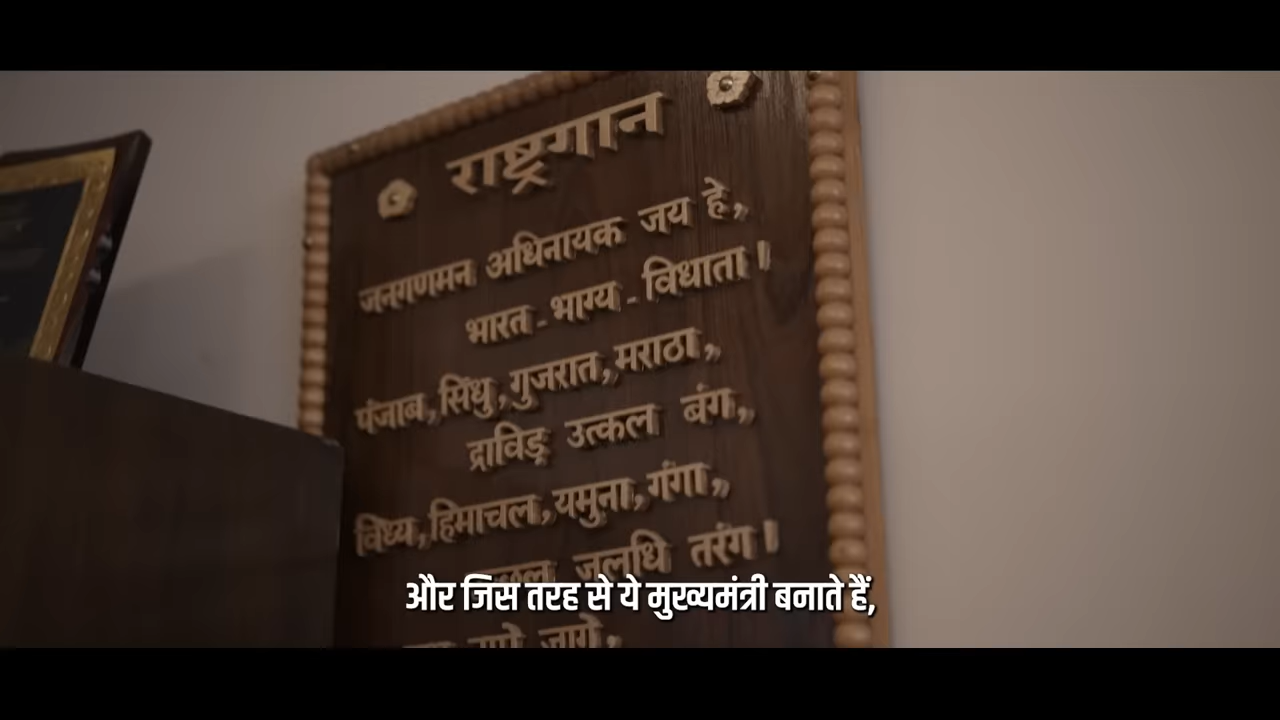 राष्ट्रगान
जनगणमन अधिनायक जय हे,
भारत - भाग्य - विधाता।
पंजाब, सिंधु, गुजरात, मराठा,
द्राविड़ उत्कल बंग,
विंध्य, हिमाचल, यमुना, गंगा,
जलधि तरंग।
जागे,
और जिस तरह से ये मुख्यमंत्री बनाते हैं,